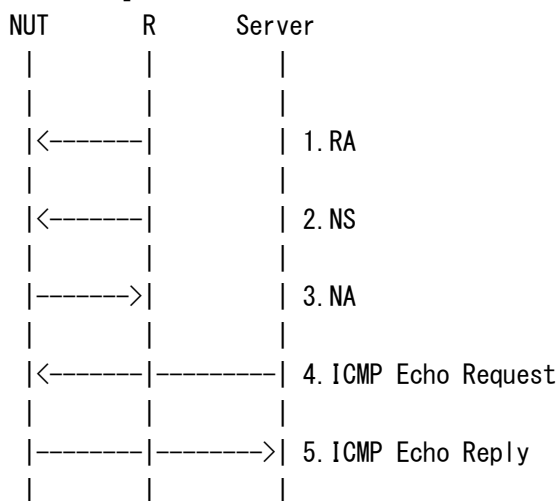 NUT R Server
1. RA
2. NS
3. NA
4. ICMP Echo Request
5. ICMP Echo Reply